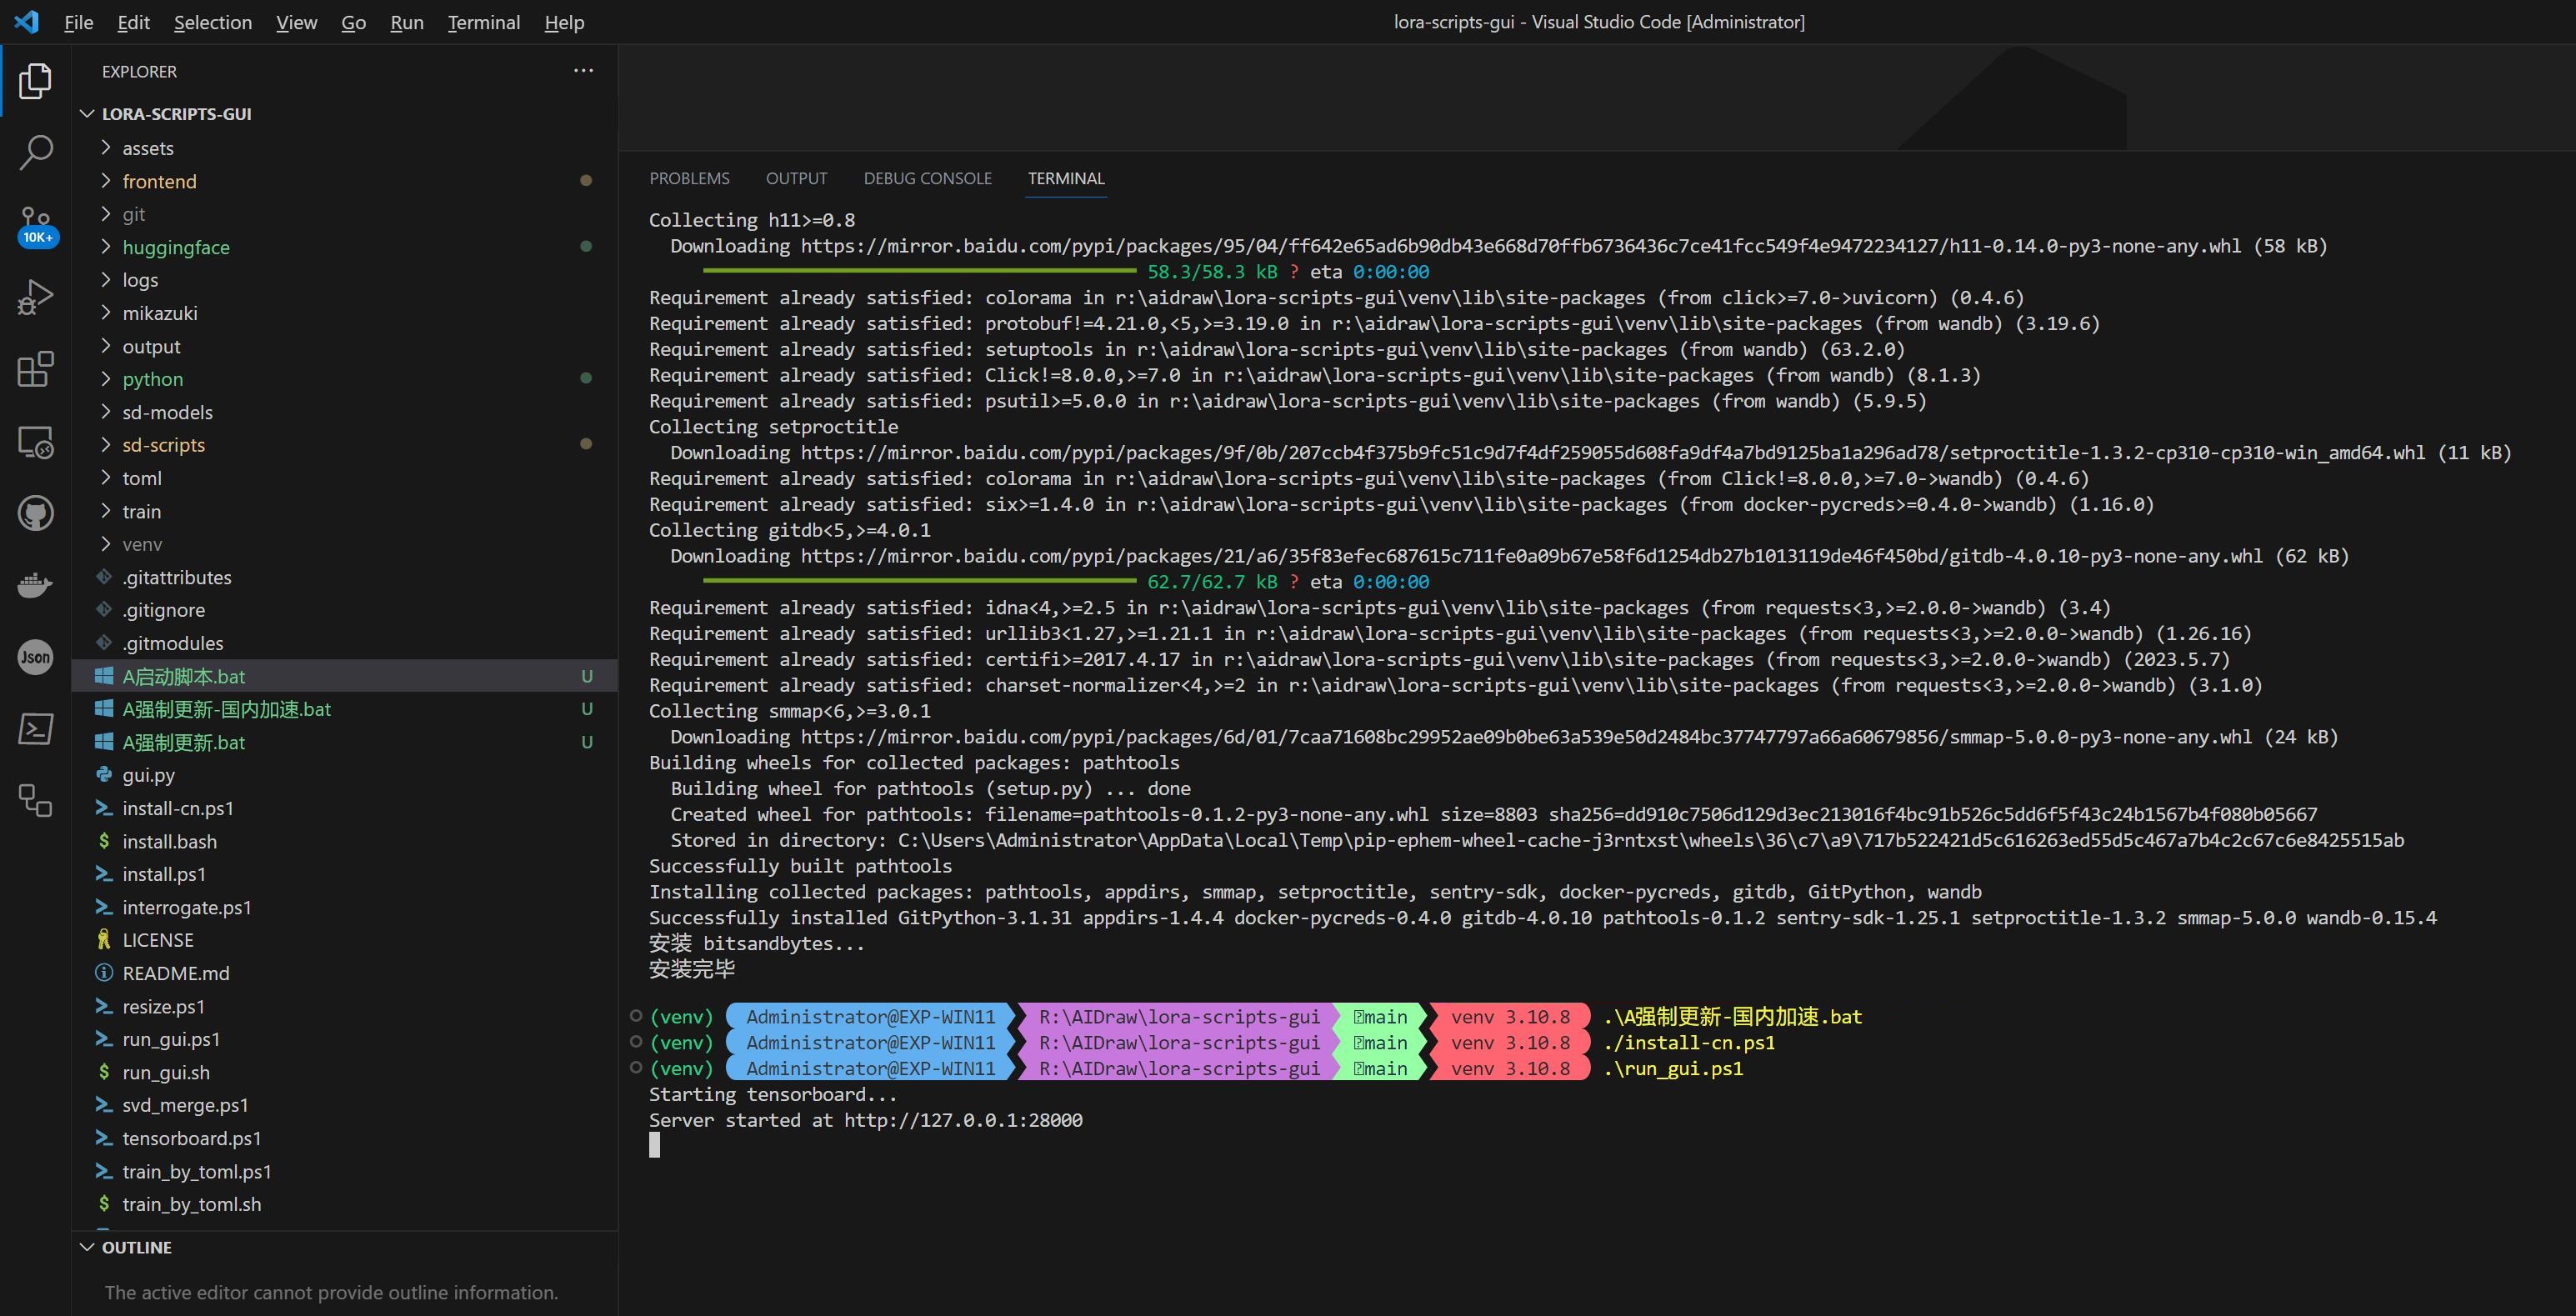 File Edit Selection View Go Run Terminal Help
lora-scripts-gui - Visual Studio Code [Administrator]
EXPLORER
LORA-SCRIPTS-GUI
assets
frontend
git
huggingface
logs
mikazuki
output
python
sd-models
sd-scripts
toml
train
venv
.gitattributes
.gitignore
.gitmodules
A启动脚本.bat U
A强制更新-国内加速.bat U
A强制更新.bat U
gui.py
install-cn.ps1
install.bash
install.ps1
interrogate.ps1
LICENSE
README.md
resize.ps1
run_gui.ps1
run_gui.sh
svd_merge.ps1
tensorboard.ps1
train_by_toml.ps1
train_by_toml.sh
OUTLINE
The active editor cannot provide outline information.
10K+
Json
PROBLEMS OUTPUT DEBUG CONSOLE TERMINAL
Collecting h11>=0.8
Downloading https://mirror.baidu.com/pypi/packages/95/04/ff642e65ad6b90db43e668d70ffb6736436c7ce41fcc549f4e9472234127/h11-0.14.0-py3-none-any.whl (58 kB)
58.3/58.3 kB ? eta 0:00:00
Requirement already satisfied: colorama in r:\aidraw\lora-scripts-gui\venv\lib\site-packages (from click>=7.0->uvicorn) (0.4.6)
Requirement already satisfied: protobuf!=4.21.0,<5,>=3.19.0 in r:\aidraw\lora-scripts-gui\venv\lib\site-packages (from wandb) (3.19.6)
Requirement already satisfied: setuptools in r:\aidraw\lora-scripts-gui\venv\lib\site-packages (from wandb) (63.2.0)
Requirement already satisfied: Click!=8.0.0,>=7.0 in r:\aidraw\lora-scripts-gui\venv\lib\site-packages (from wandb) (8.1.3)
Requirement already satisfied: psutil>=5.0.0 in r:\aidraw\lora-scripts-gui\venv\lib\site-packages (from wandb) (5.9.5)
Collecting setproctitle
Downloading https://mirror.baidu.com/pypi/packages/9f/0b/207ccb4f375b9fc51c9d7f4df259055d608fa9df4a7bd9125ba1a296ad78/setproctitle-1.3.2-cp310-cp310-win_amd64.whl (11 kB)
Requirement already satisfied: colorama in r:\aidraw\lora-scripts-gui\venv\lib\site-packages (from Click!=8.0.0,>=7.0->wandb) (0.4.6)
Requirement already satisfied: six>=1.4.0 in r:\aidraw\lora-scripts-gui\venv\lib\site-packages (from docker-pycreds>=0.4.0->wandb) (1.16.0)
Collecting gitdb<5,>=4.0.1
Downloading https://mirror.baidu.com/pypi/packages/21/a6/35f83efec687615c711fe0a09b67e58f6d1254db27b1013119de46f450bd/gitdb-4.0.10-py3-none-any.whl (62 kB)
62.7/62.7 kB ? eta 0:00:00
Requirement already satisfied: idna<4,>=2.5 in r:\aidraw\lora-scripts-gui\venv\lib\site-packages (from requests<3,>=2.0.0->wandb) (3.4)
Requirement already satisfied: urllib3<1.27,>=1.21.1 in r:\aidraw\lora-scripts-gui\venv\lib\site-packages (from requests<3,>=2.0.0->wandb) (1.26.16)
Requirement already satisfied: certifi>=2017.4.17 in r:\aidraw\lora-scripts-gui\venv\lib\site-packages (from requests<3,>=2.0.0->wandb) (2023.5.7)
Requirement already satisfied: charset-normalizer<4,>=2 in r:\aidraw\lora-scripts-gui\venv\lib\site-packages (from requests<3,>=2.0.0->wandb) (3.1.0)
Collecting smmap<6,>=3.0.1
Downloading https://mirror.baidu.com/pypi/packages/6d/01/7caa71608bc29952ae09b0be63a539e50d2484bc37747797a66a60679856/smmap-5.0.0-py3-none-any.whl (24 kB)
Building wheels for collected packages: pathtools
Building wheel for pathtools (setup.py) ... done
Created wheel for pathtools: filename=pathtools-0.1.2-py3-none-any.whl size=8803 sha256=dd910c7506d129d3ec213016f4bc91b526c5dd6f5f43c24b1567b4f080b05667
Stored in directory: C:\Users\Administrator\AppData\Local\Temp\pip-ephem-wheel-cache-j3rntxst\wheels\36\c7\a9\717b522421d5c616263ed55d5c467a7b4c2c67c6e8425515ab
Successfully built pathtools
Installing collected packages: pathtools, appdirs, smmap, setproctitle, sentry-sdk, docker-pycreds, gitdb, GitPython, wandb
Successfully installed GitPython-3.1.31 appdirs-1.4.4 docker-pycreds-0.4.0 gitdb-4.0.10 pathtools-0.1.2 sentry-sdk-1.25.1 setproctitle-1.3.2 smmap-5.0.0 wandb-0.15.4
安装 bitsandbytes...
安装完毕
(venv) Administrator@EXP-WIN11 R:\AIDraw\lora-scripts-gui main venv 3.10.8 .\A强制更新-国内加速.bat
(venv) Administrator@EXP-WIN11 R:\AIDraw\lora-scripts-gui main venv 3.10.8 ./install-cn.ps1
(venv) Administrator@EXP-WIN11 R:\AIDraw\lora-scripts-gui main venv 3.10.8 .\run_gui.ps1
Starting tensorboard...
Server started at http://127.0.0.1:28000